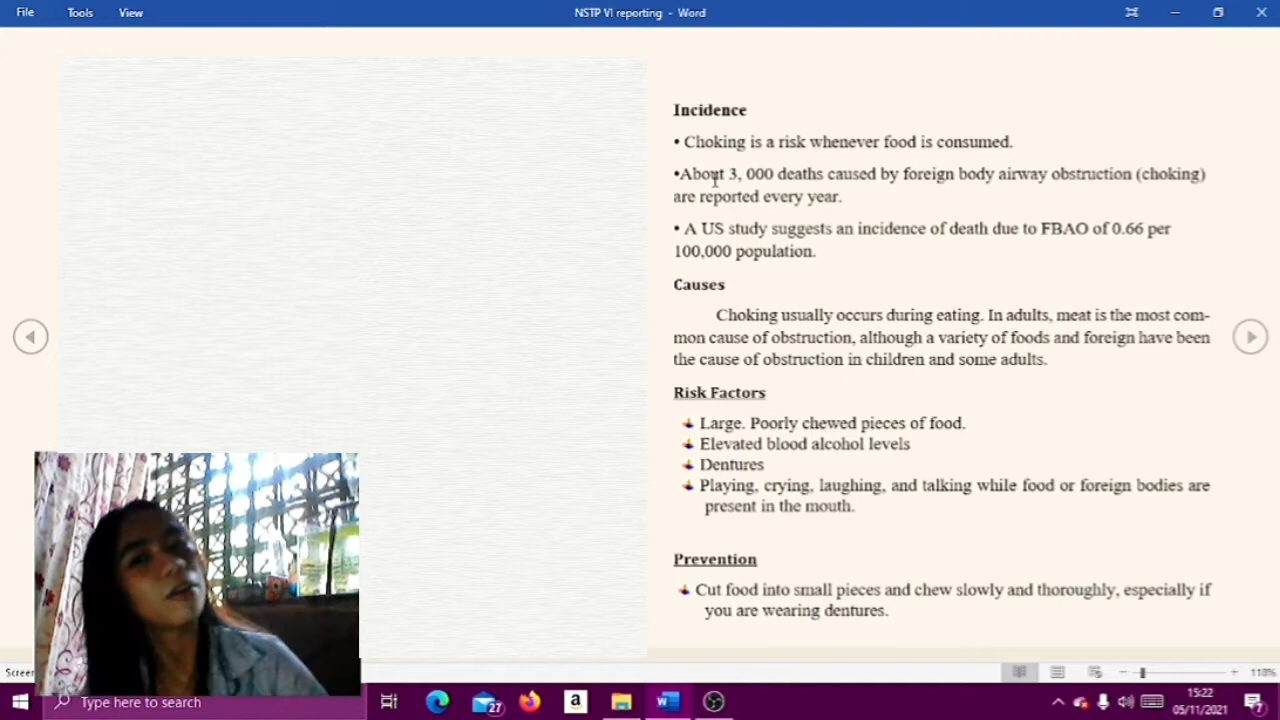 File Tools View NSTP VI reporting - Word
Incidence
• Choking is a risk whenever food is consumed.
•About 3, 000 deaths caused by foreign body airway obstruction (choking)
are reported every year.
• A US study suggests an incidence of death due to FBAO of 0.66 per
100,000 population.
Causes
Choking usually occurs during eating. In adults, meat is the most com-
mon cause of obstruction, although a variety of foods and foreign have been
the cause of obstruction in children and some adults.
Risk Factors
Large. Poorly chewed pieces of food.
Elevated blood alcohol levels
Dentures
Playing, crying, laughing, and talking while food or foreign bodies are
present in the mouth.
Prevention
Cut food into small pieces and chew slowly and thoroughly, especially if
you are wearing dentures.
Screen 118%
Type here to search 27 a W 15:22
05/11/2021 7